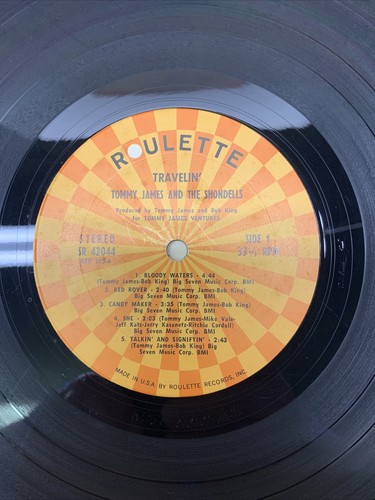 ROULETTE
TRAVELIN'
TOMMY JAMES AND THE SHONDELLS
Produced by Tommy James and Bob King
for TOMMY JAMES VENTURES
STEREO
SR 42044
SIDE 1
33⅓ RPM
1. BLOODY WATERS - 4:44
(Tommy James-Bob King) Big Seven Music Corp. BMI
2. RED ROVER - 2:40 (Tommy James-Bob King)
Big Seven Music Corp. BMI
3. CANDY MAKER - 3:35 (Tommy James-Bob King)
Big Seven Music Corp. BMI
4. SHE - 2:03 (Tommy James-Mike Vale-
Jeff Katz-Jerry Kasenetz-Ritchie Cordell)
Big Seven Music Corp. BMI
5. TALKIN' AND SIGNIFYIN' - 2:43
(Tommy James-Bob King) Big
Seven Music Corp. BMI
MADE IN U.S.A. BY ROULETTE RECORDS, INC.